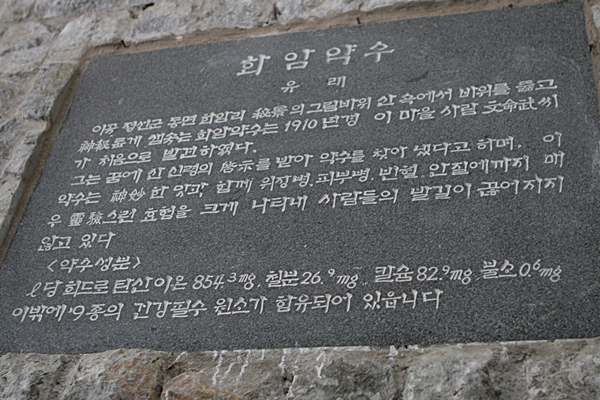 화암약수
유래
이곳 정선군 동면 화암리 秘景의 그림바위 산 속에서 바위를 뚫고
神秘롭게 샘솟는 화암약수는 1910년경 이 마을 사람 文命武씨
가 처음으로 발견하였다.
그는 꿈에 산신령의 啓示를 받아 약수를 찾아 냈다고 하며, 이
약수는 神妙한 맛과 함께 위장병, 피부병, 빈혈, 안질에까지 매
우 靈驗스런 효험을 크게 나타내 사람들의 발길이 끊어지지
않고 있다
<약수성분>
ℓ당 히드로 탄산이온 854.3mg, 철분26.9mg, 칼슘82.9mg, 불소0.6mg
이밖에 9종의 건강필수 원소가 함유되어 있읍니다